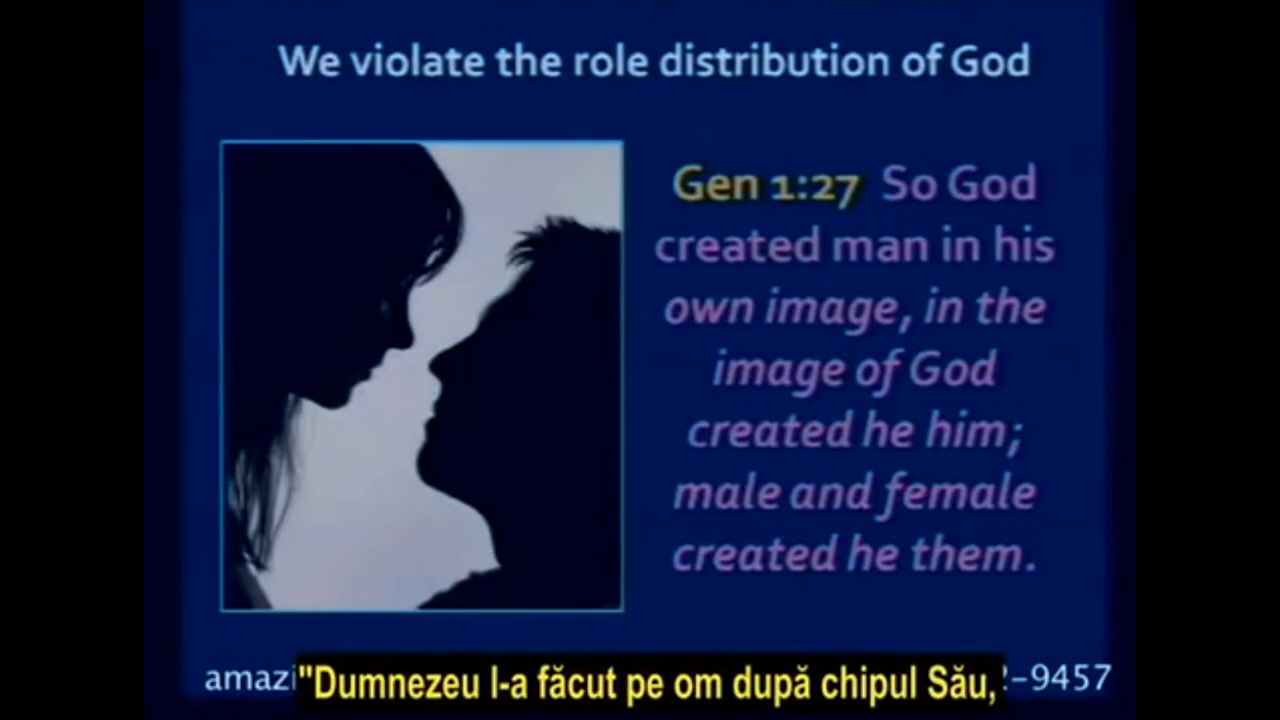 We violate the role distribution of God
Gen 1:27 So God
created man in his
own image, in the
image of God
created he him;
male and female
created he them.
amazi
-9457
"Dumnezeu l-a făcut pe om după chipul Său,